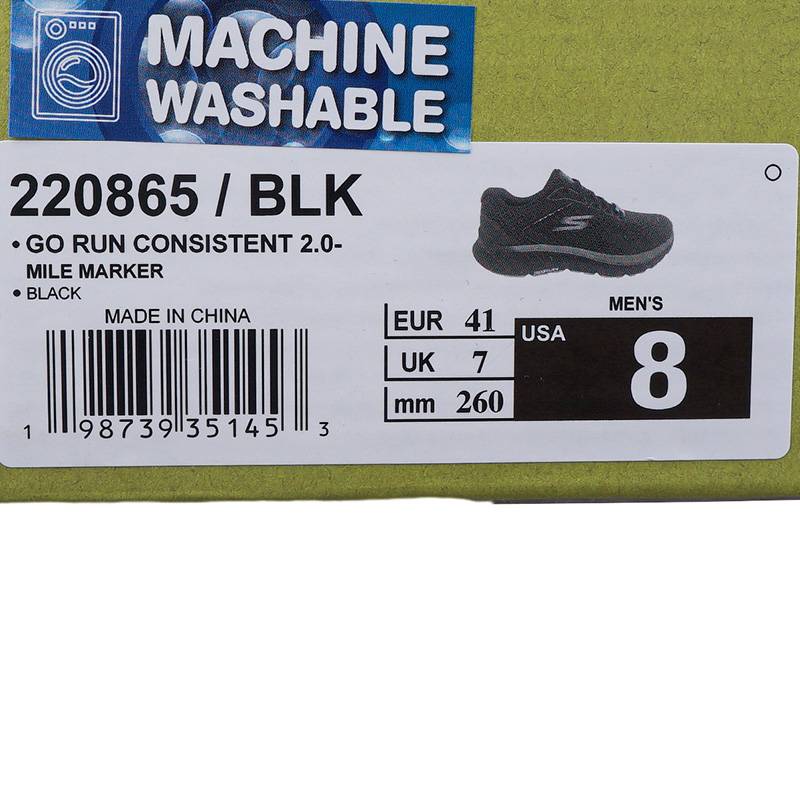 MACHINE
WASHABLE
220865 / BLK
• GO RUN CONSISTENT 2.0-
MILE MARKER
• BLACK
MADE IN CHINA
1 98739 35145 3
EUR 41
UK 7
mm 260
MEN'S
USA 8